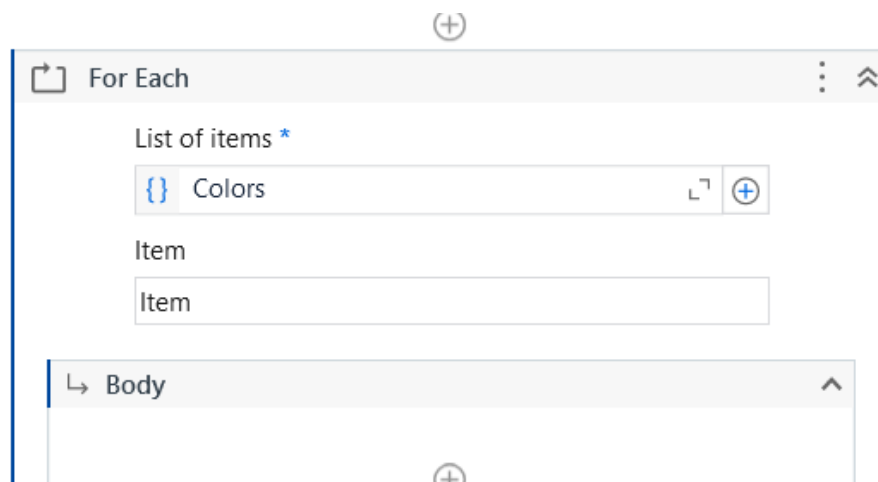 For Each
List of items *
{} Colors
Item
Item
Body